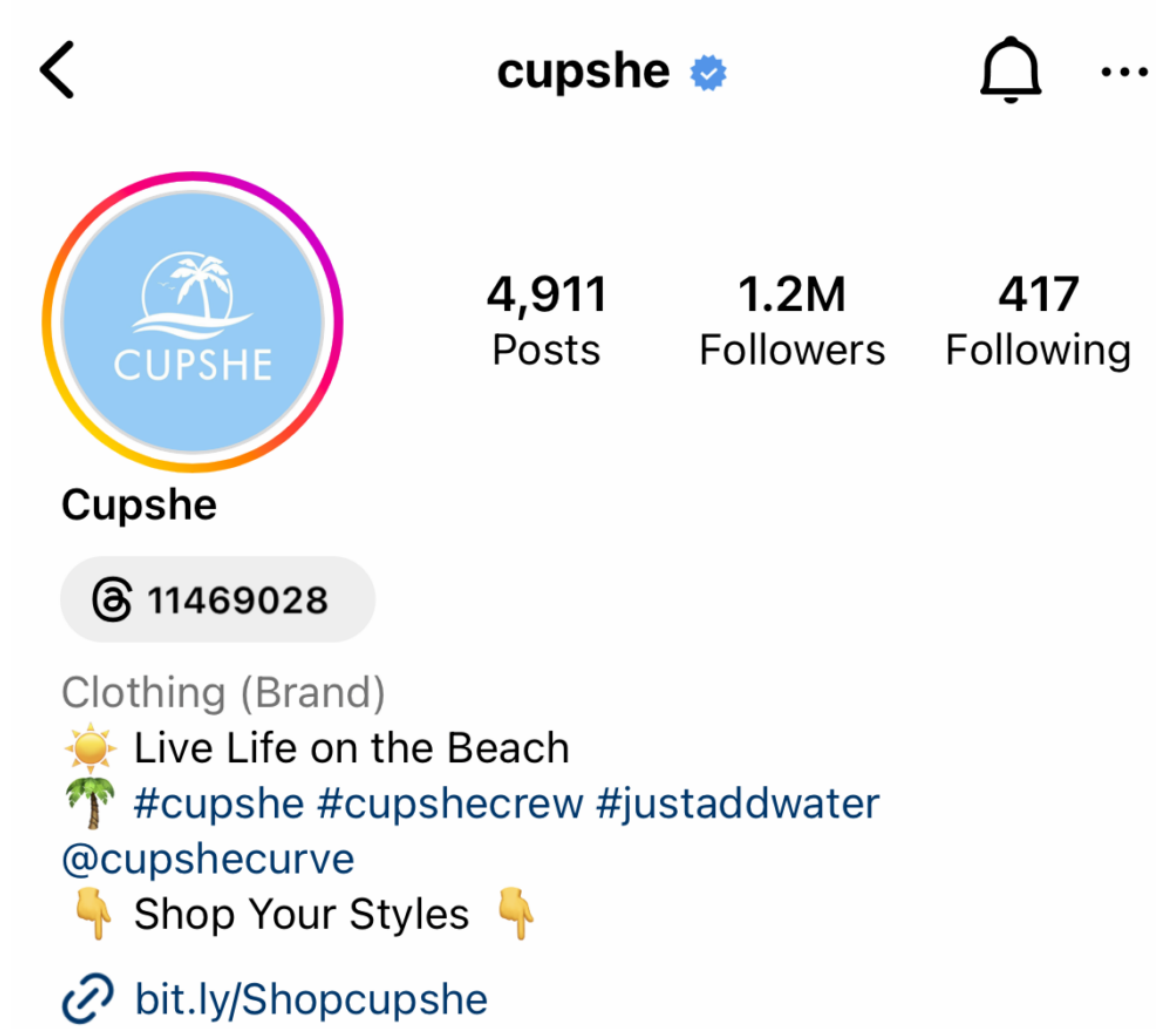 cupshe
CUPSHE
4,911 1.2M 417
Posts Followers Following
Cupshe
11469028
Clothing (Brand)
☀️ Live Life on the Beach
🌴 #cupshe #cupshecrew #justaddwater
@cupshecurve
👇 Shop Your Styles 👇
bit.ly/Shopcupshe